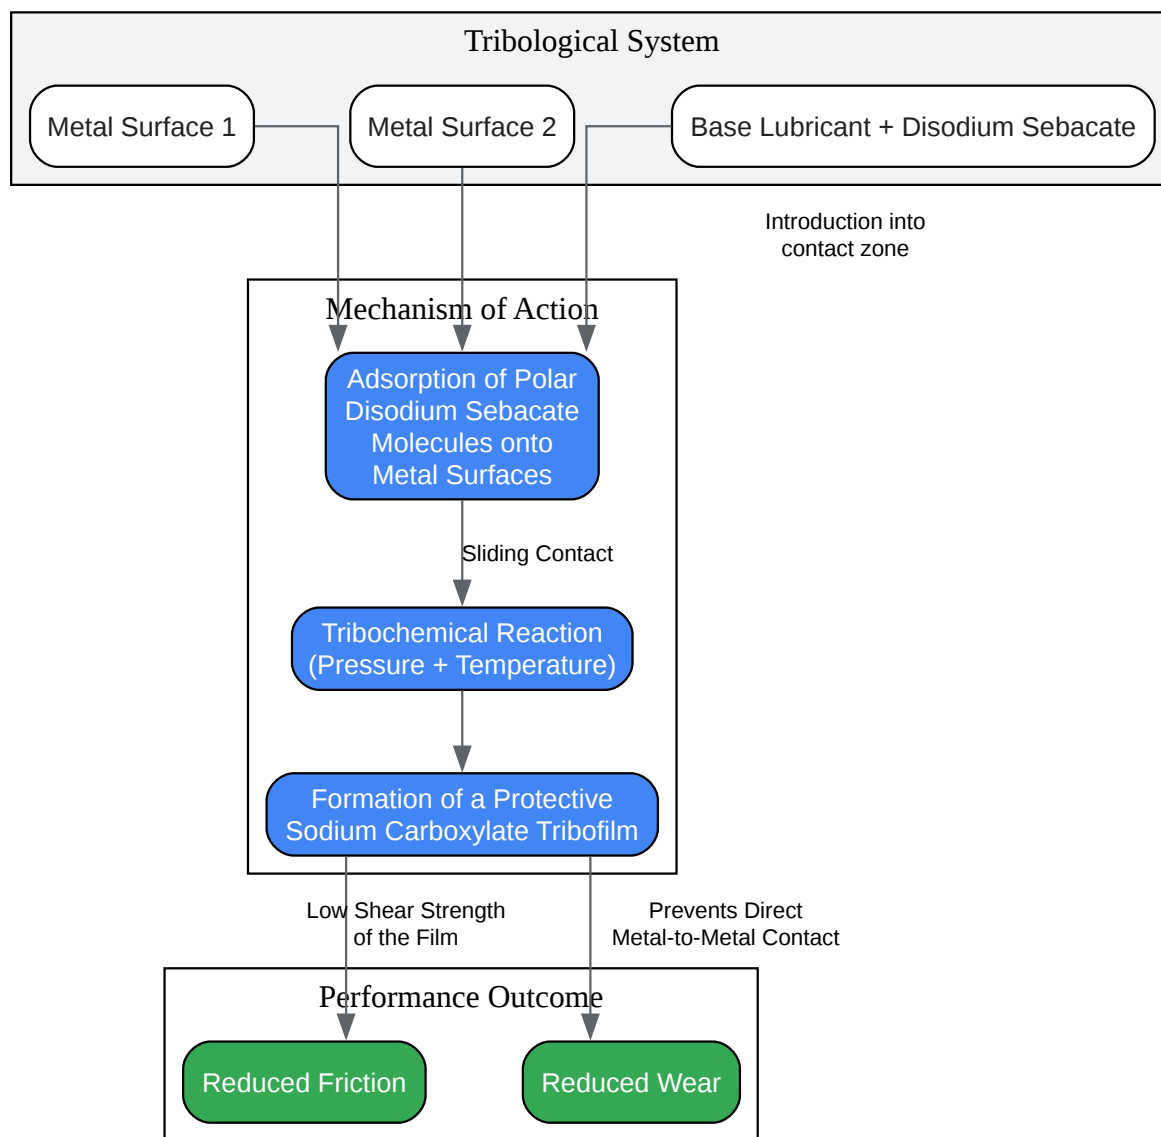 Tribological System
Metal Surface 1
Metal Surface 2
Base Lubricant + Disodium Sebacate
Introduction into
contact zone
Mechanism of Action
Adsorption of Polar
Disodium Sebacate
Molecules onto
Metal Surfaces
Sliding Contact
Tribochemical Reaction
(Pressure + Temperature)
Formation of a Protective
Sodium Carboxylate Tribofilm
Low Shear Strength
of the Film
Prevents Direct
Metal-to-Metal Contact
Performance Outcome
Reduced Friction
Reduced Wear